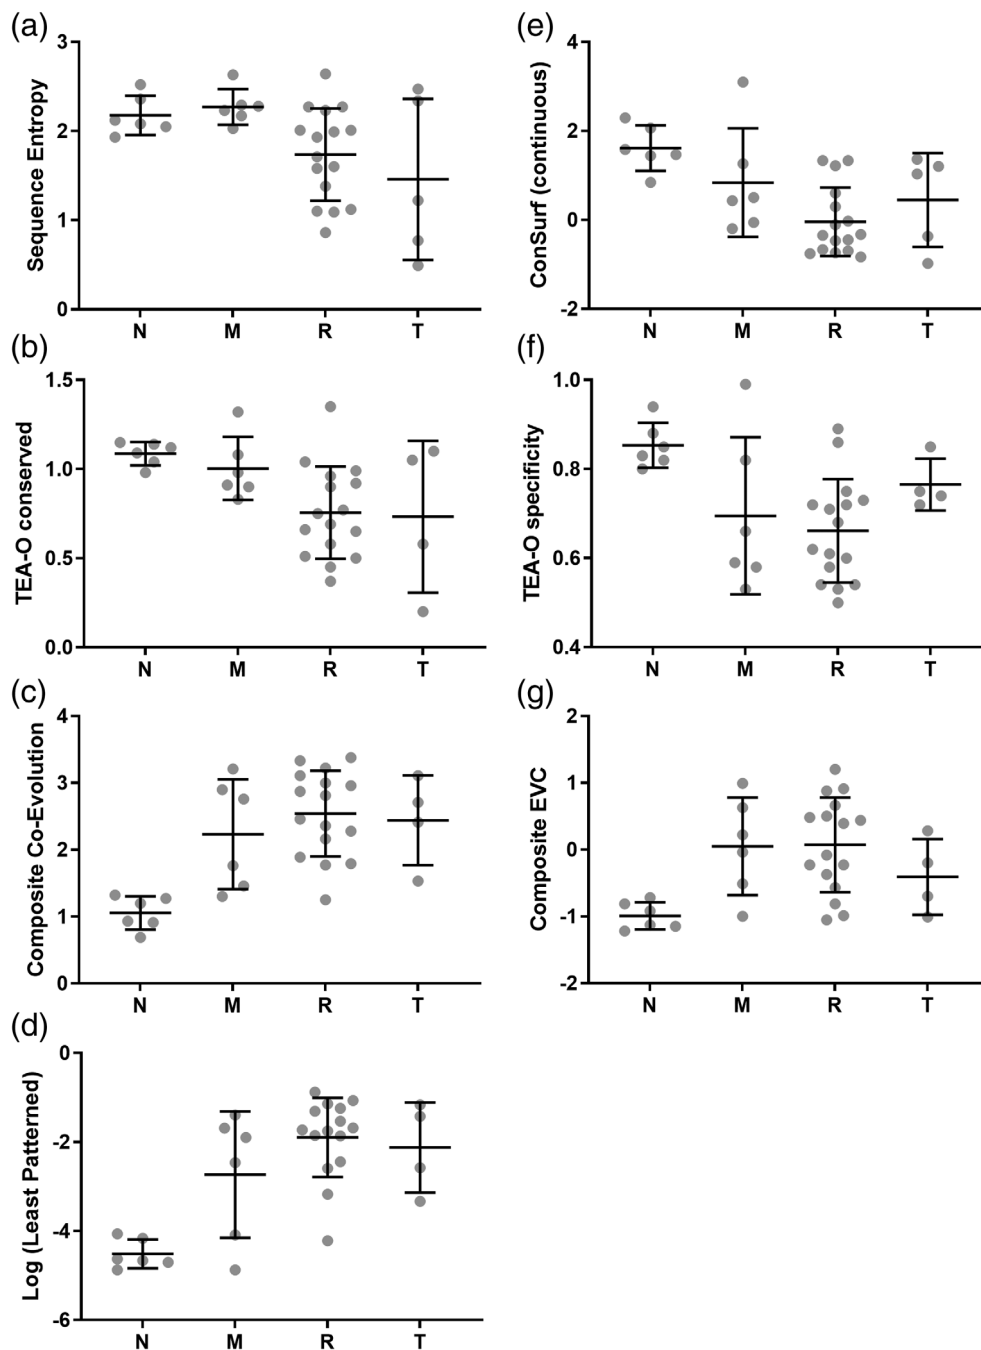 (a)
Sequence Entropy
3
2
1
0
N M R T
(b)
TEA-O conserved
1.5
1.0
0.5
0.0
N M R T
(c)
Composite Co-Evolution
4
3
2
1
0
N M R T
(d)
Log (Least Patterned)
0
-2
-4
-6
N M R T
(e)
ConSurf (continuous)
4
2
0
-2
N M R T
(f)
TEA-O specificity
1.0
0.8
0.6
0.4
N M R T
(g)
Composite EVC
2
1
0
-1
-2
N M R T